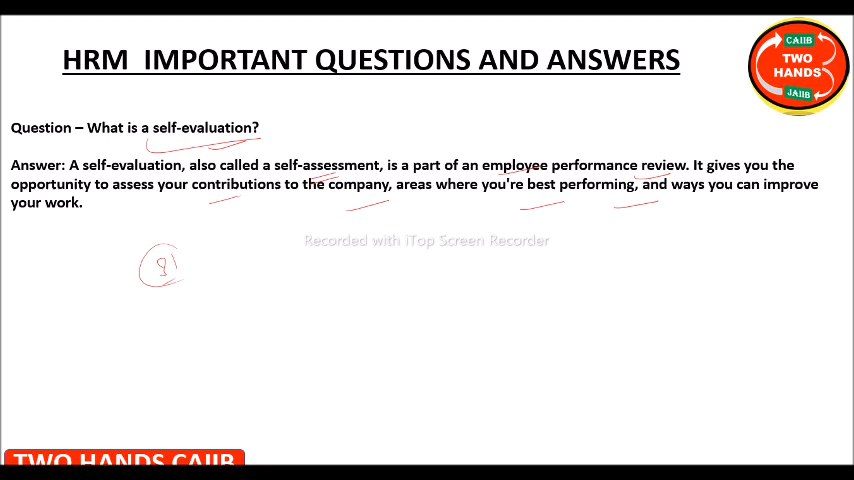 HRM IMPORTANT QUESTIONS AND ANSWERS
CAIIB
TWO
HANDS
JAIIB
Question – What is a self-evaluation?
Answer: A self-evaluation, also called a self-assessment, is a part of an employee performance review. It gives you the
opportunity to assess your contributions to the company, areas where you're best performing, and ways you can improve
your work.
Recorded with iTop Screen Recorder
TWO HANDS CAIIB